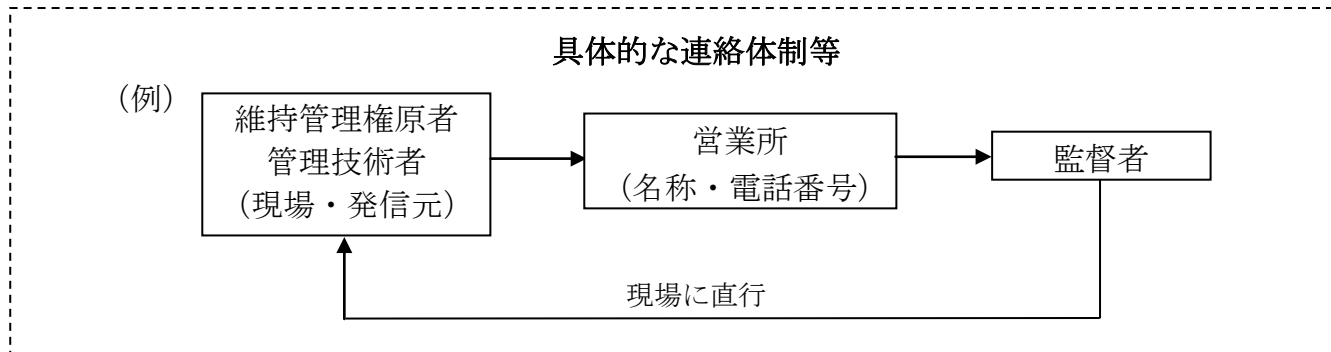 具体的な連絡体制等
(例)
維持管理権原者
管理技術者
(現場・発信元)
営業所
(名称・電話番号)
監督者
現場に直行